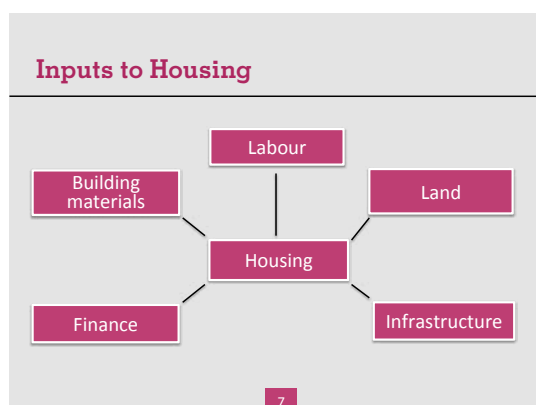 Inputs to Housing
Labour
Building
materials
Land
Housing
Finance
Infrastructure
7